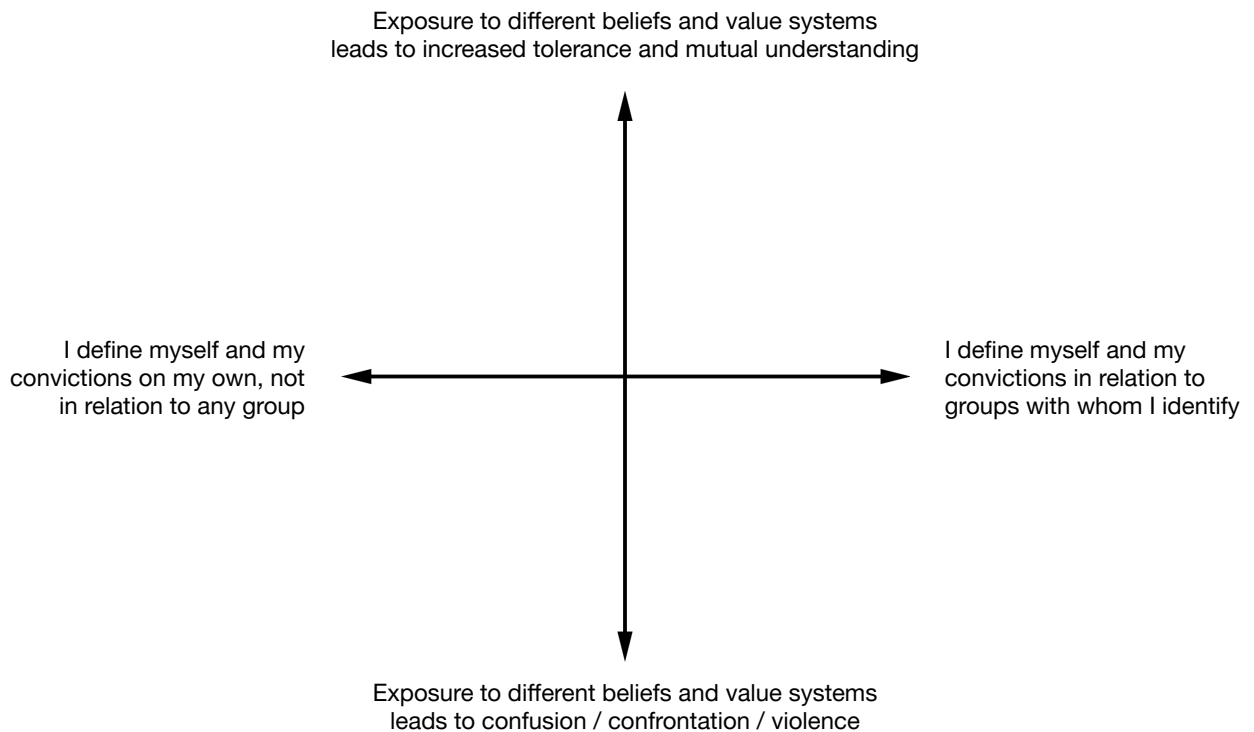 Exposure to different beliefs and value systems
leads to increased tolerance and mutual understanding
I define myself and my
convictions on my own, not
in relation to any group
I define myself and my
convictions in relation to
groups with whom I identify
Exposure to different beliefs and value systems
leads to confusion / confrontation / violence